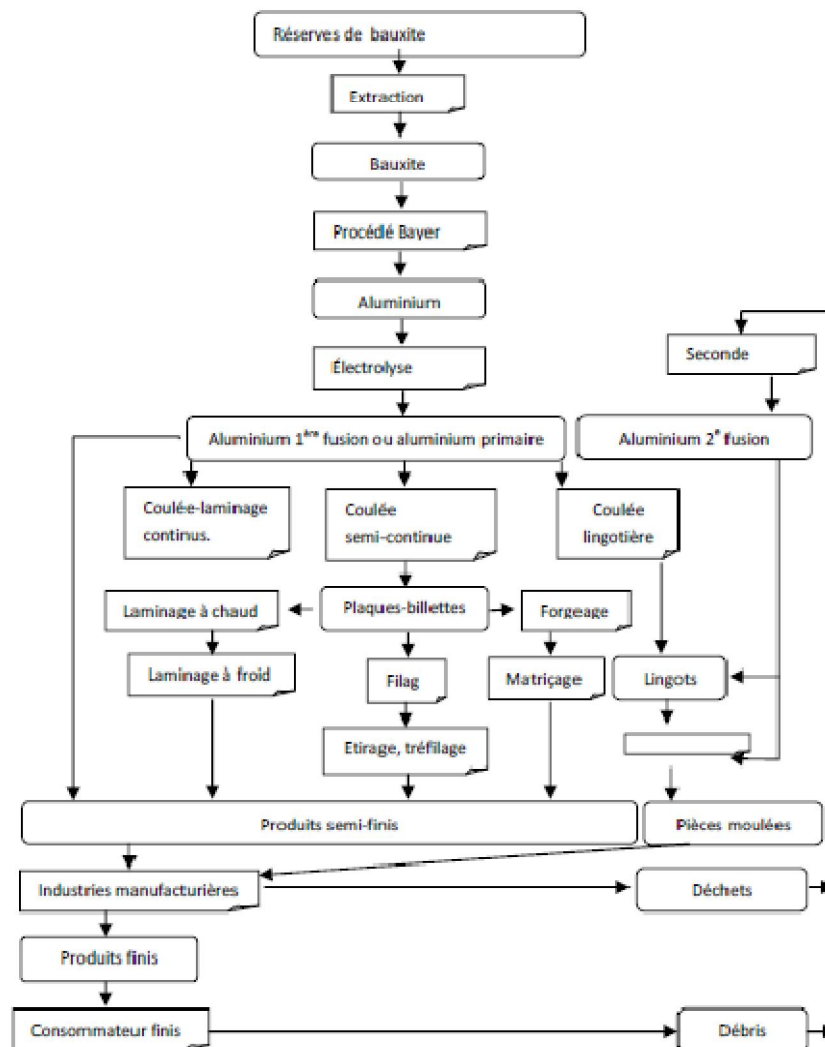 Réserves de bauxite
Extraction
Bauxite
Procédlé Bayer
Aluminium
Électrolyse
Seconde
Aluminium 1ère fusion ou aluminium primaire
Aluminium 2e fusion
Coulée-laminage
continus.
Coulée
semi-continue
Coulée
lingotière
Laminage à chaud
Plaques-billettes
Forgeage
Laminage à froid
Filag
Matriçage
Lingots
Etirage, tréfilage
Produits semi-finis
Pièces moulées
Industries manufacturières
Déchets
Produits finis
Consommateur finis
Débris